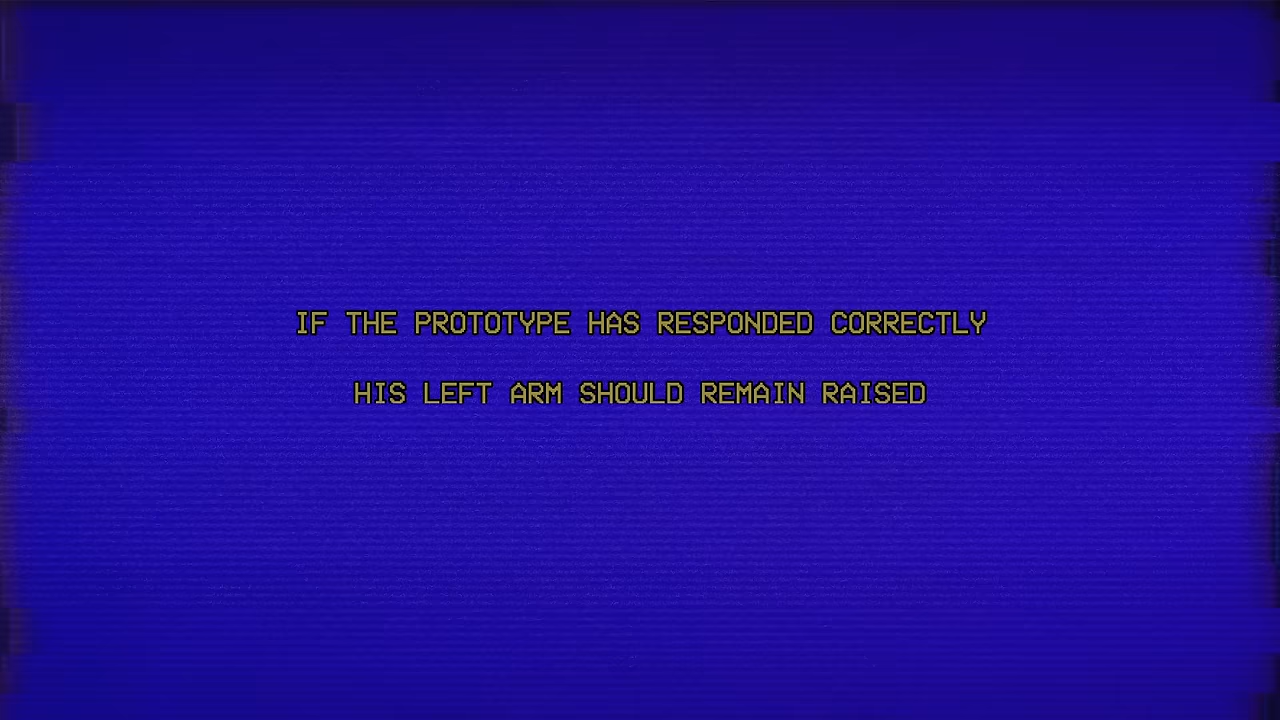 IF THE PROTOTYPE HAS RESPONDED CORRECTLY
HIS LEFT ARM SHOULD REMAIN RAISED